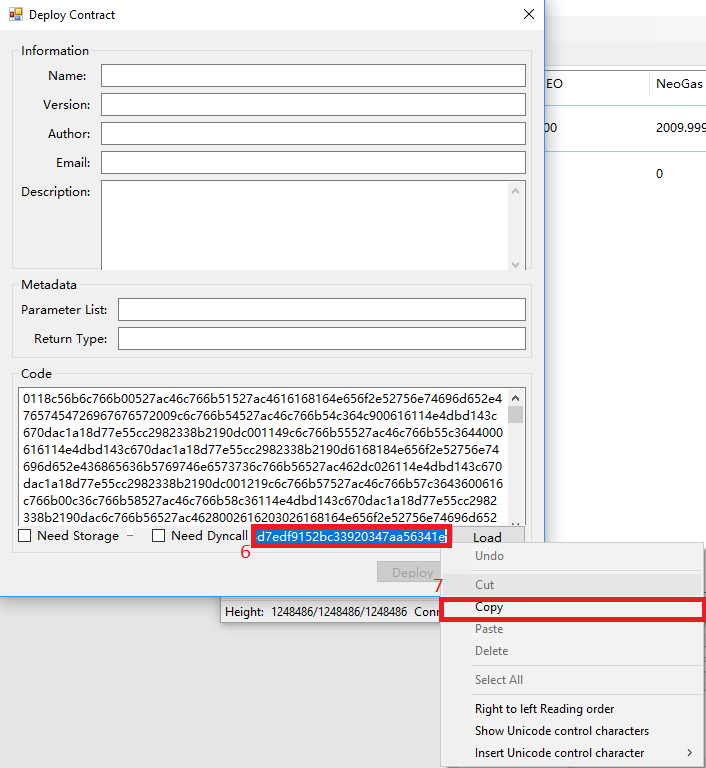 Deploy Contract
Information
Name:
Version:
Author:
Email:
Description:
Metadata
Parameter List:
Return Type:
Code
0118c56b6c766b00527ac46c766b51527ac4616168164e656f2e52756e74696d652e4
7657454726967676572009c6c766b54527ac46c766b54c364c900616114e4dbd143c
670dac1a18d77e55cc2982338b2190dc001149c6c766b55527ac46c766b55c3644000
616114e4dbd143c670dac1a18d77e55cc2982338b2190d6168184e656f2e52756e74
696d652e436865636b5769746e6573736c766b56527ac462dc026114e4dbd143c670
dac1a18d77e55cc2982338b2190dc001219c6c766b57527ac46c766b57c3643600616
c766b00c36c766b58527ac46c766b58c36114e4dbd143c670dac1a18d77e55cc2982
338b2190dac6c766b56527ac46280026162030261681 64e656f2e52756e74696d652
Need Storage
Need Dyncall
d7edf9152bc33920347aa56341e
Load
6
Deploy
7
Undo
Cut
Copy
Paste
Delete
Select All
Right to left Reading order
Show Unicode control characters
Insert Unicode control character
EO
NeoGas
00
2009.999
0
Height: 1248486/1248486/1248486 Conn